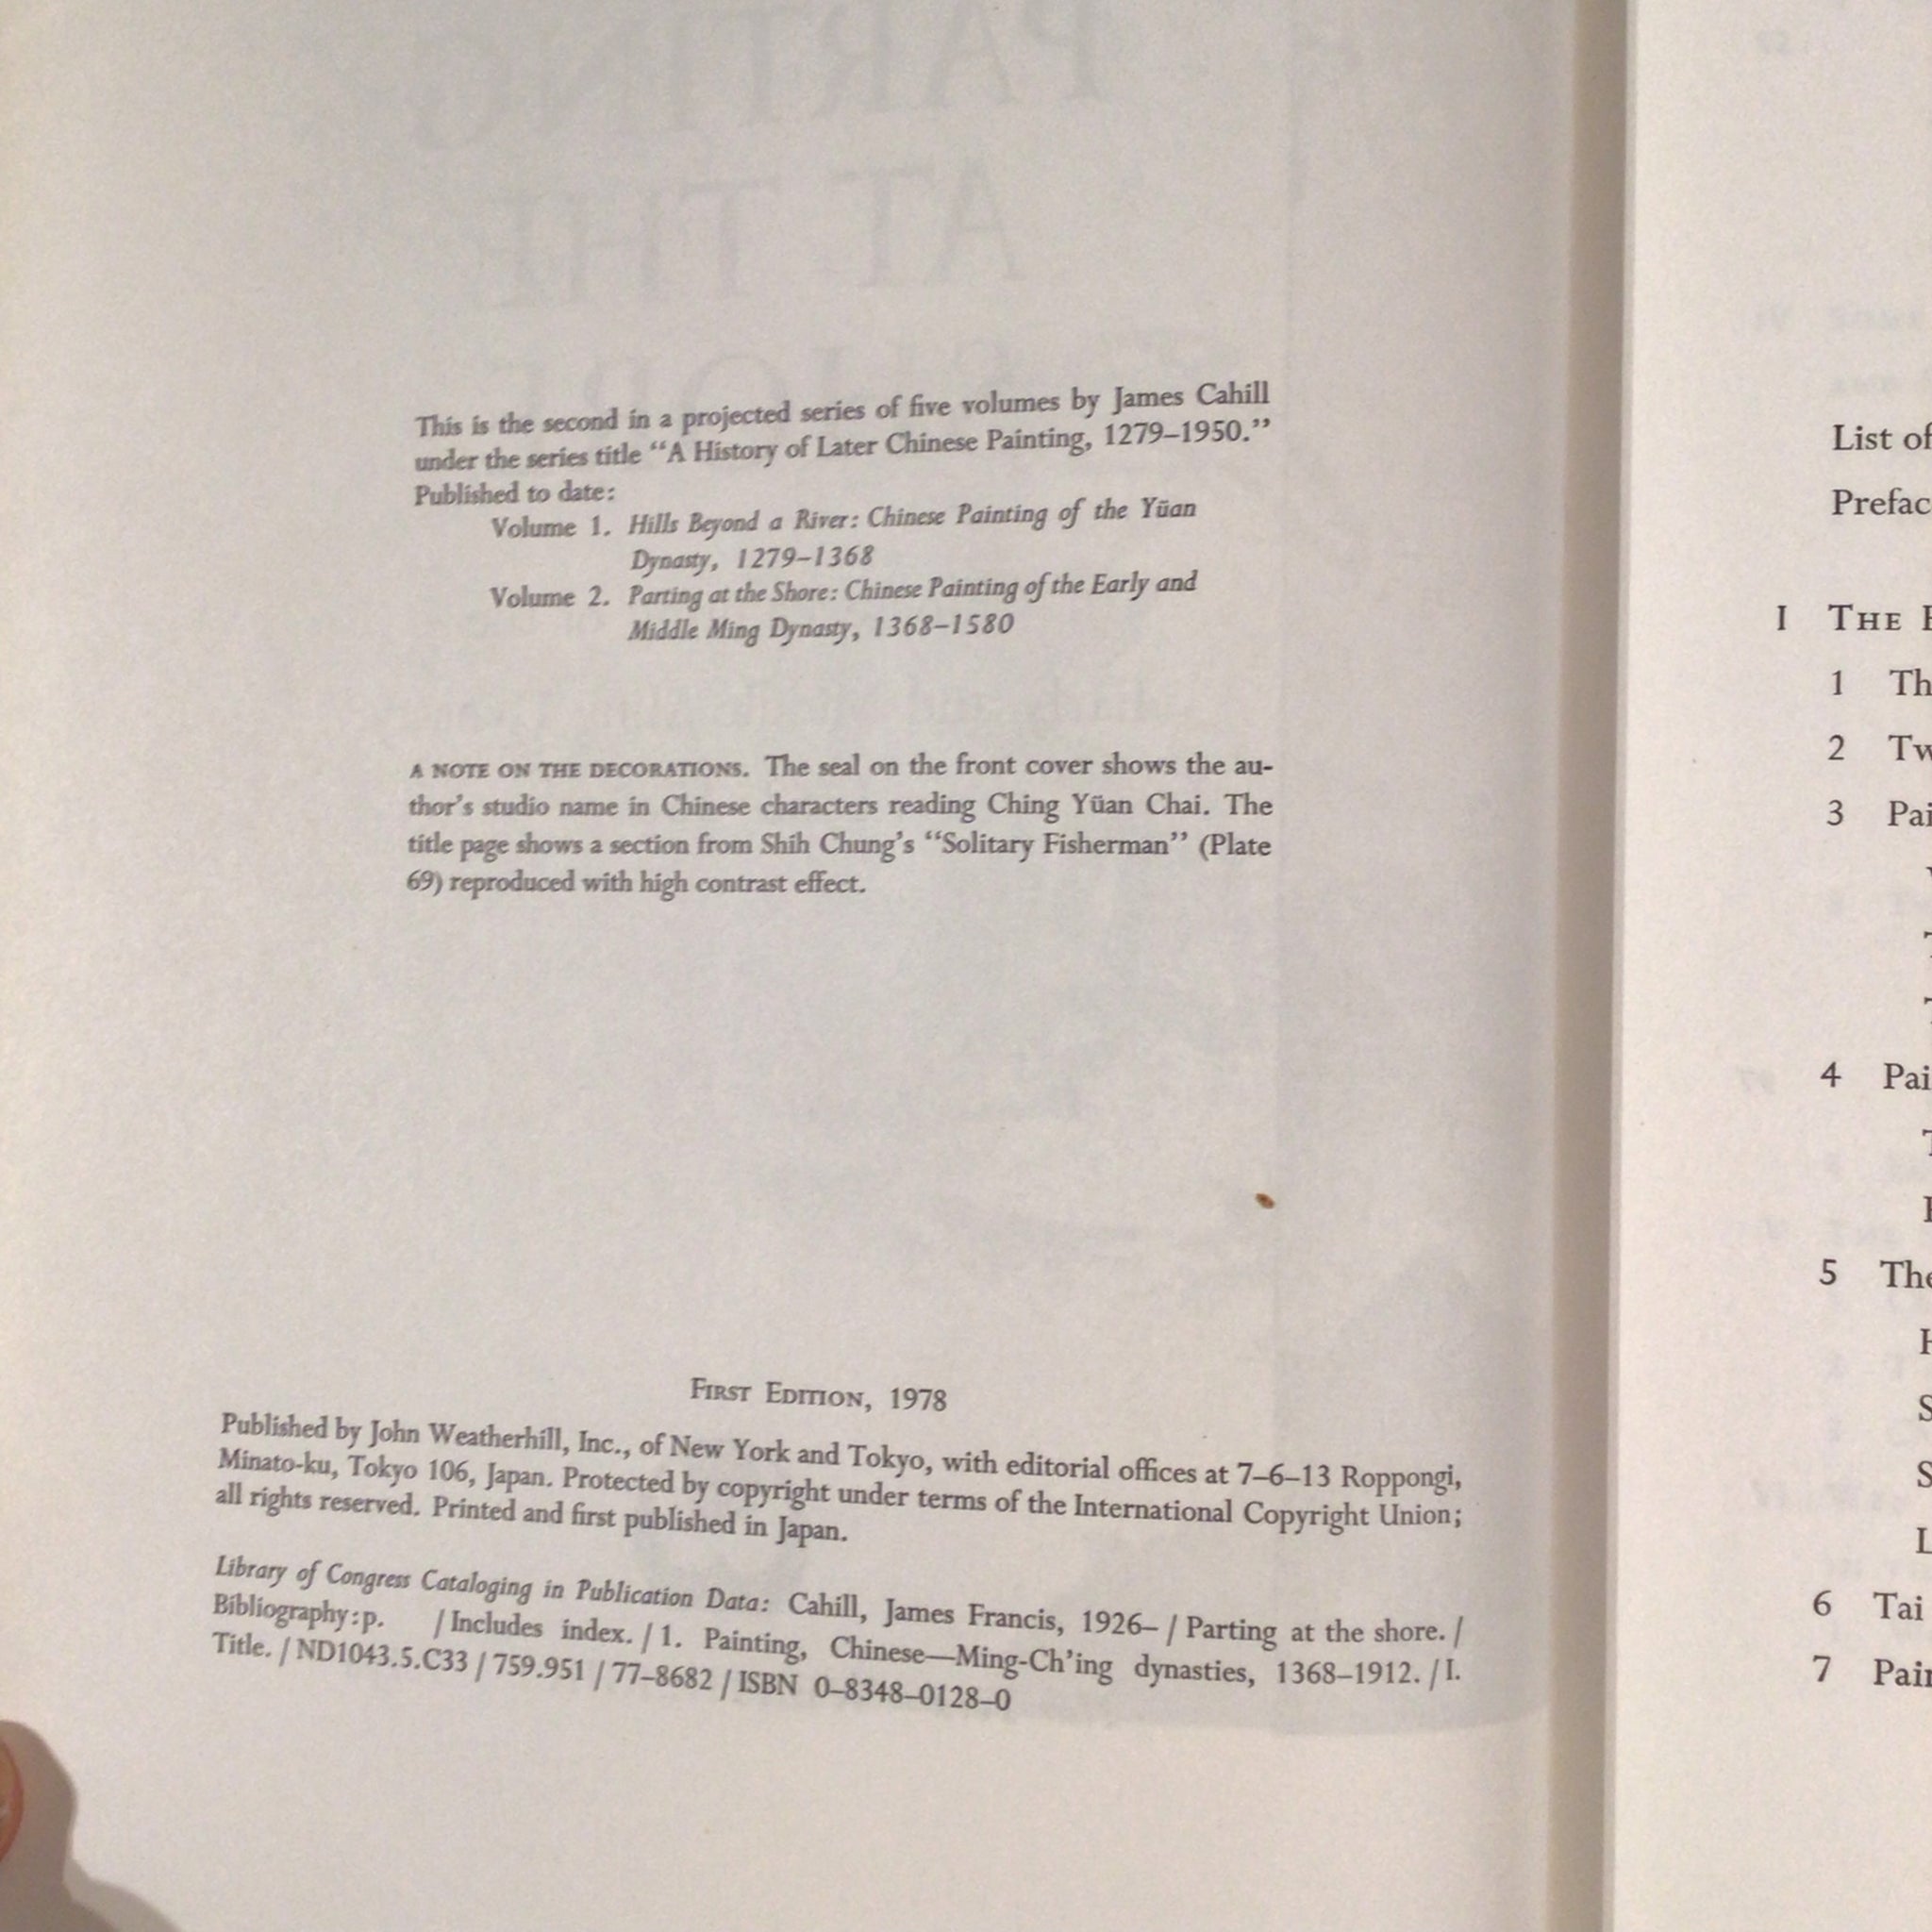 This is the second in a projected series of five volumes by James Cahill
under the series title “A History of Later Chinese Painting, 1279–1950.”
Published to date:
Volume 1. Hills Beyond a River: Chinese Painting of the Yüan
Dynasty, 1279–1368
Volume 2. Parting at the Shore: Chinese Painting of the Early and
Middle Ming Dynasty, 1368–1580
A NOTE ON THE DECORATIONS. The seal on the front cover shows the au-
thor’s studio name in Chinese characters reading Ching Yüan Chai. The
title page shows a section from Shih Chung’s “Solitary Fisherman” (Plate
69) reproduced with high contrast effect.
FIRST EDITION, 1978
Published by John Weatherhill, Inc., of New York and Tokyo, with editorial offices at 7–6–13 Roppongi,
Minato-ku, Tokyo 106, Japan. Protected by copyright under terms of the International Copyright Union;
all rights reserved. Printed and first published in Japan.
Library of Congress Cataloging in Publication Data: Cahill, James Francis, 1926– / Parting at the shore. /
Bibliography: p. / Includes index. / 1. Painting, Chinese—Ming-Ch’ing dynasties, 1368–1912. / I.
Title. / ND1043.5.C33 / 759.951 / 77–8682 / ISBN 0–8348–0128–0
List of
Prefac
I THE
1 Th
2 Tw
3 Pai
4 Pai
5 The
6 Tai
7 Pain